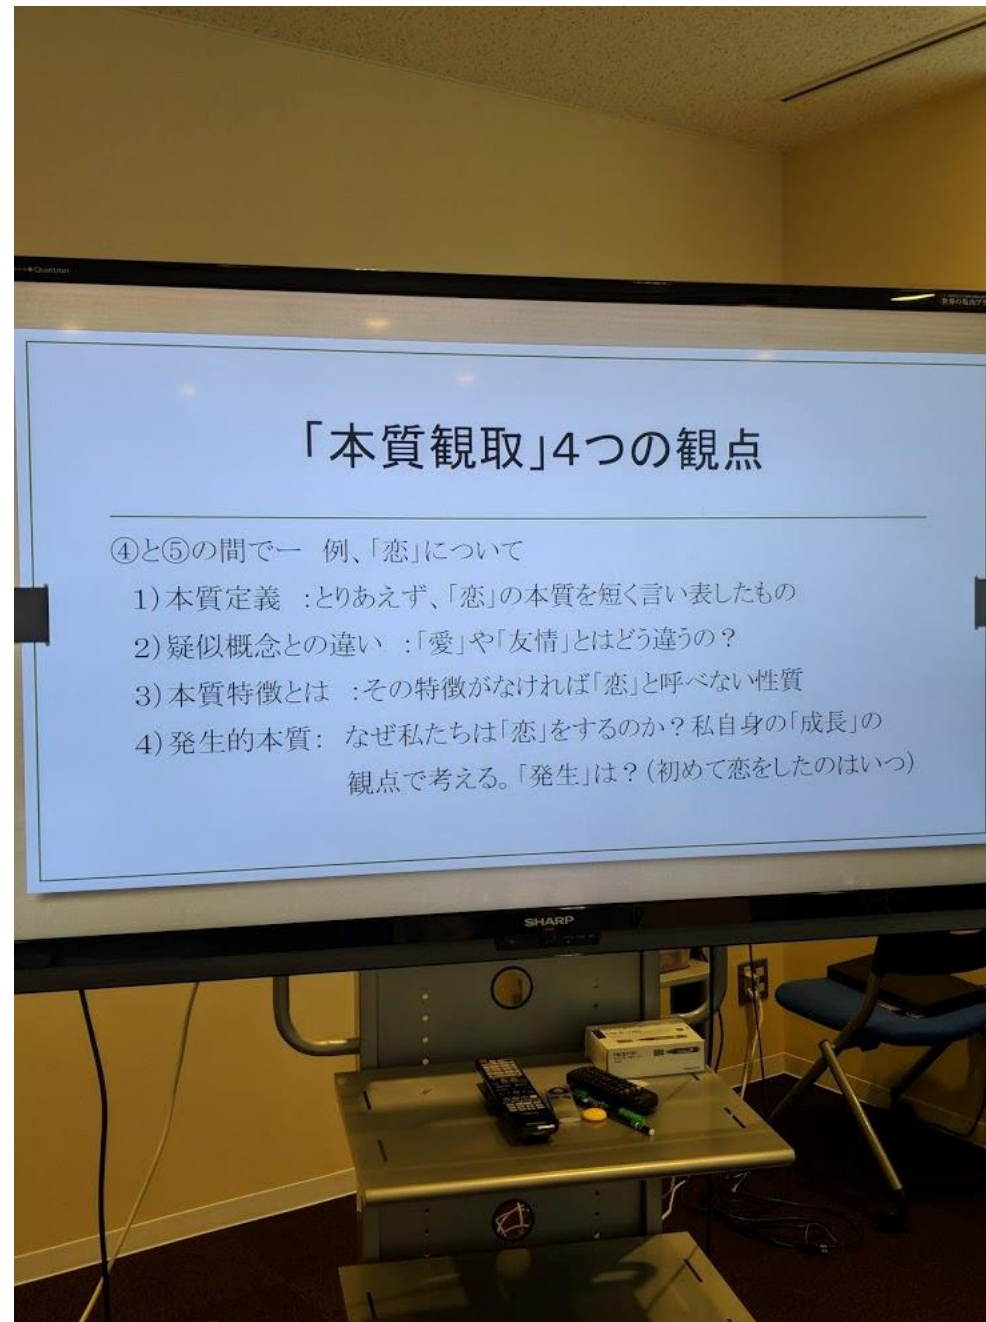 Quattron
「本質観取」4つの観点
④と⑤の間でー 例、「恋」について
1)本質定義 :とりあえず、「恋」の本質を短く言い表したもの
2)疑似概念との違い :「愛」や「友情」とはどう違うの?
3)本質特徴とは :その特徴がなければ「恋」と呼べない性質
4)発生的本質: なぜ私たちは「恋」をするのか?私自身の「成長」の
観点で考える。「発生」は?(初めて恋をしたのはいつ)
SHARP